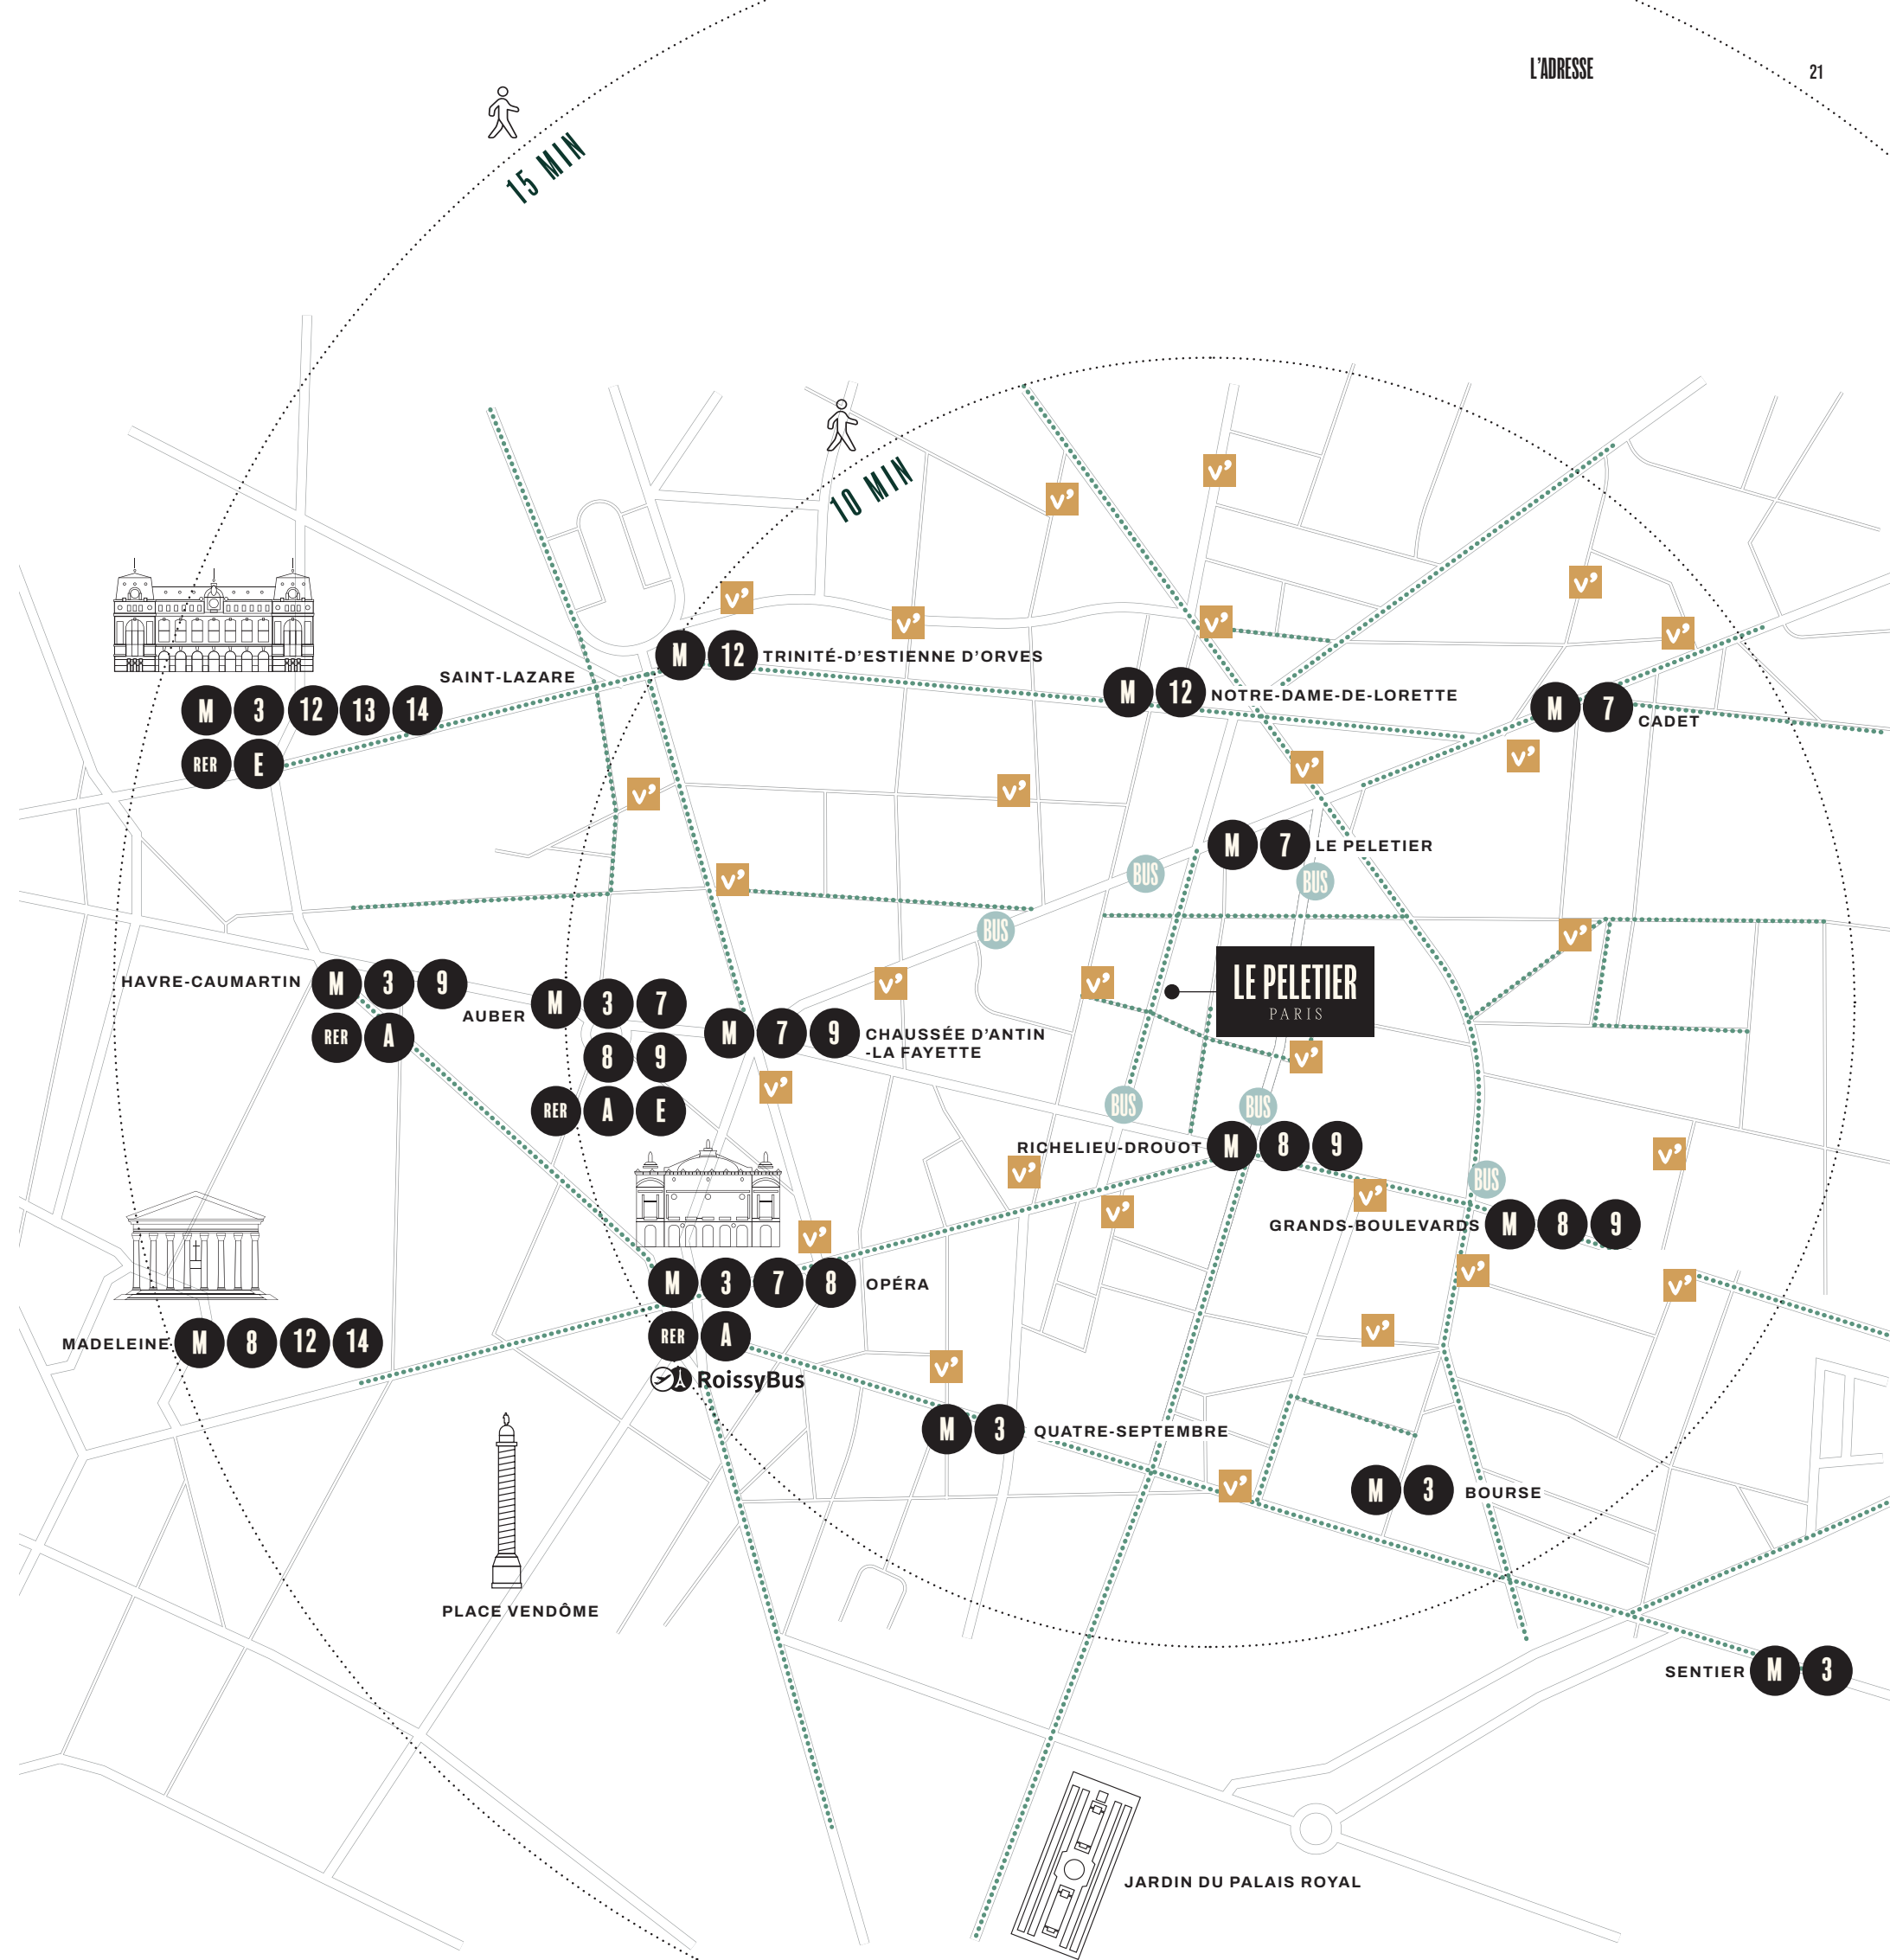 L'ADRESSE
21
15 MIN
10 MIN
V'
V'
V'
V'
V'
V'
V'
M 12 TRINITÉ-D'ESTIENNE D'ORVES
SAINT-LAZARE
M 3 12 13 14
RER E
M 12 NOTRE-DAME-DE-LORETTE
M 7 CADET
V'
V'
V'
V'
M 7 LE PELETIER
BUS
BUS
V'
BUS
V'
LE PELETIER
PARIS
V'
V'
HAVRE-CAUMARTIN M 3 9
RER A
AUBER M 3 7
8 9
RER A E
M 7 9 CHAUSSÉE D'ANTIN
-LA FAYETTE
V'
V'
BUS
BUS
RICHELIEU-DROUOT M 8 9
V'
V'
BUS
V'
V'
GRANDS-BOULEVARDS M 8 9
V'
V'
V'
M 3 7 8 OPÉRA
RER A
RoissyBus
MADELEINE M 8 12 14
V'
V'
M 3 QUATRE-SEPTEMBRE
V'
M 3 BOURSE
PLACE VENDÔME
SENTIER M 3
JARDIN DU PALAIS ROYAL